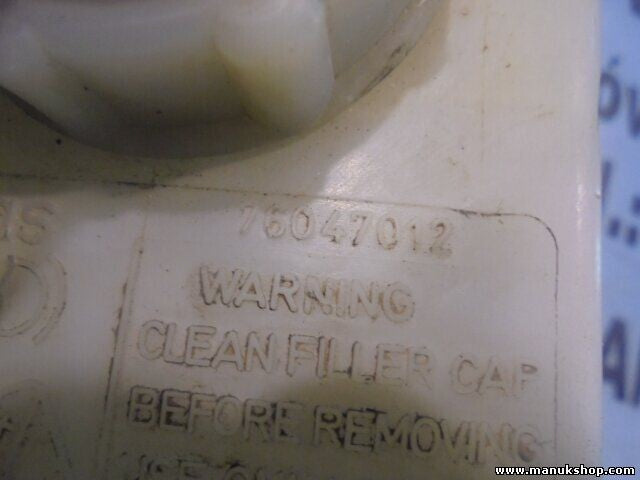 76047012
WARNING
CLEAN FILLER CAP
BEFORE REMOVING
www.manukshop.com